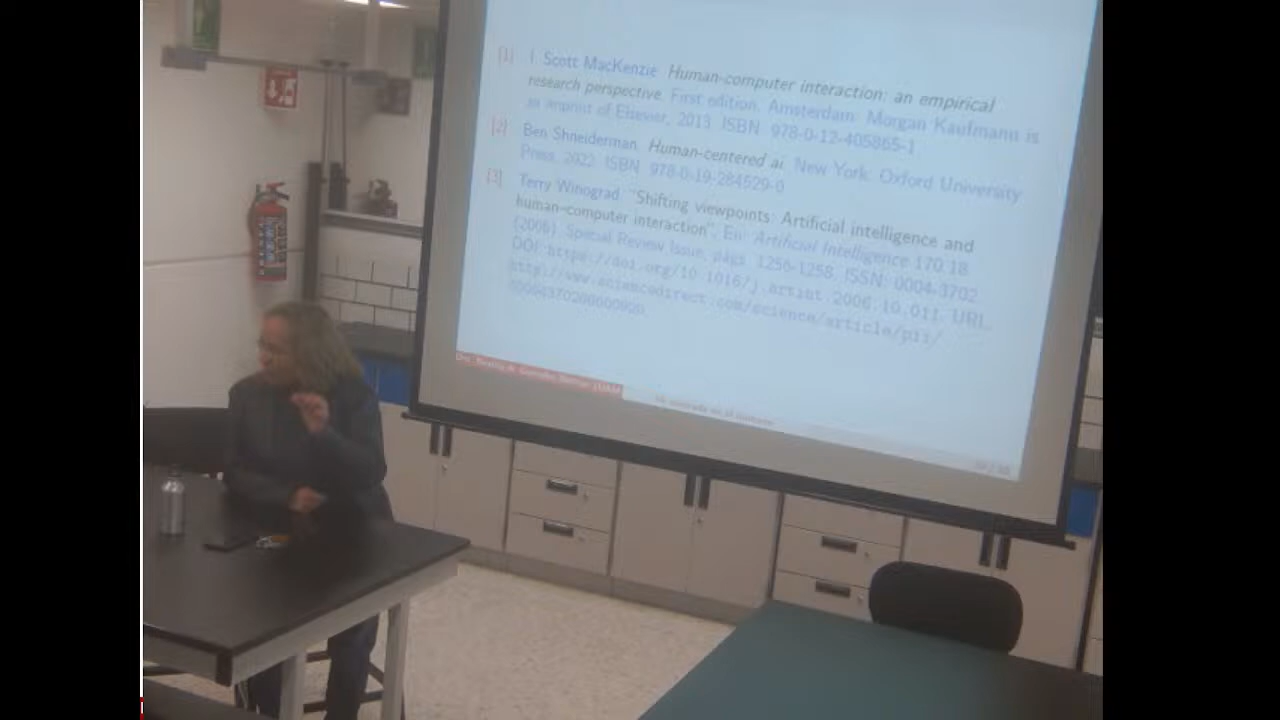 [1] I. Scott MacKenzie. Human-computer interaction: an empirical
research perspective. First edition. Amsterdam: Morgan Kaufmann is
an imprint of Elsevier, 2013. ISBN: 978-0-12-405865-1.
[2] Ben Shneiderman. Human-centered ai. New York: Oxford University
Press, 2022. ISBN: 978-0-19-284529-0.
[3] Terry Winograd. "Shifting viewpoints: Artificial intelligence and
human–computer interaction". En: Artificial Intelligence 170.18
(2006). Special Review Issue, págs. 1256-1258. ISSN: 0004-3702.
DOI: https://doi.org/10.1016/j.artint.2006.10.011. URL:
http://www.sciencedirect.com/science/article/pii/